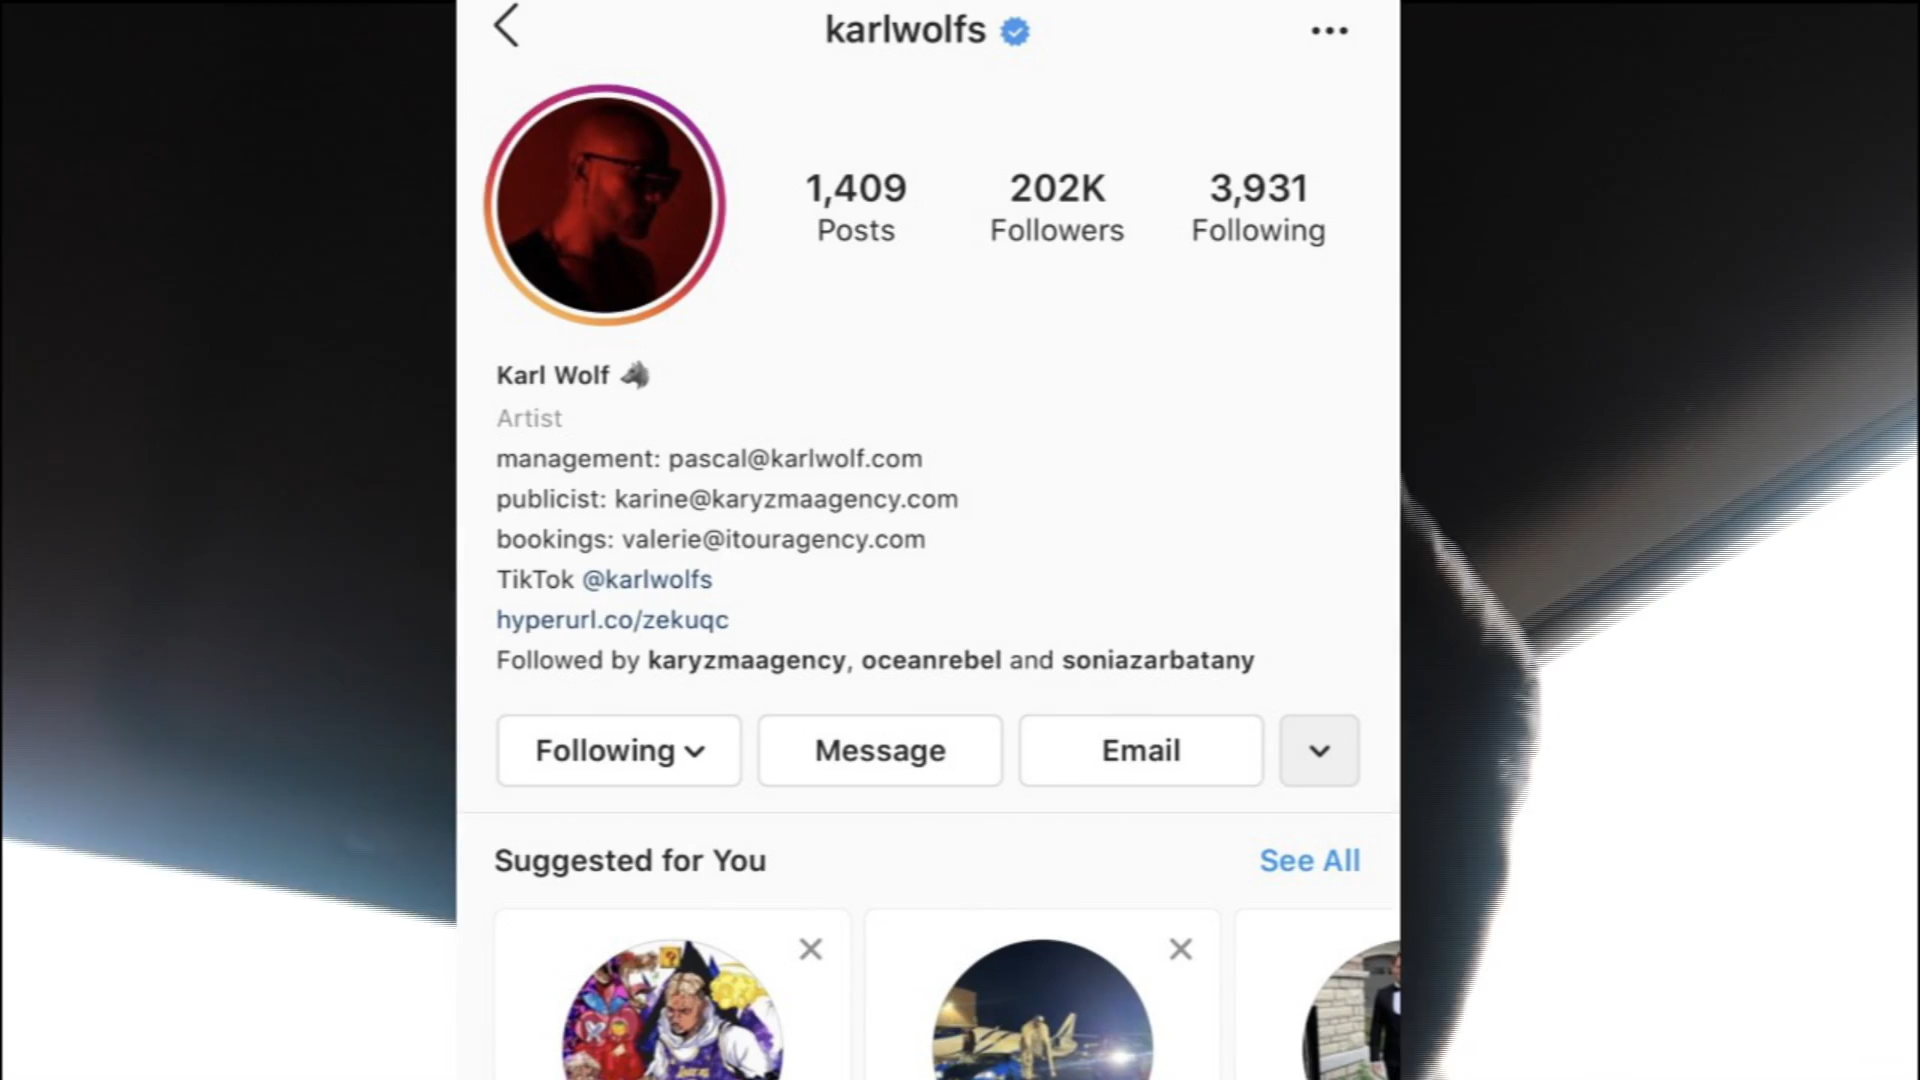 karlwolfs
1,409 202K 3,931
Posts Followers Following
Karl Wolf
Artist
management: pascal@karlwolf.com
publicist: karine@karyzmaagency.com
bookings: valerie@itouragency.com
TikTok @karlwolfs
hyperurl.co/zekuqc
Followed by karyzmaagency, oceanrebel and soniazarbatany
Following Message Email
Suggested for You See All